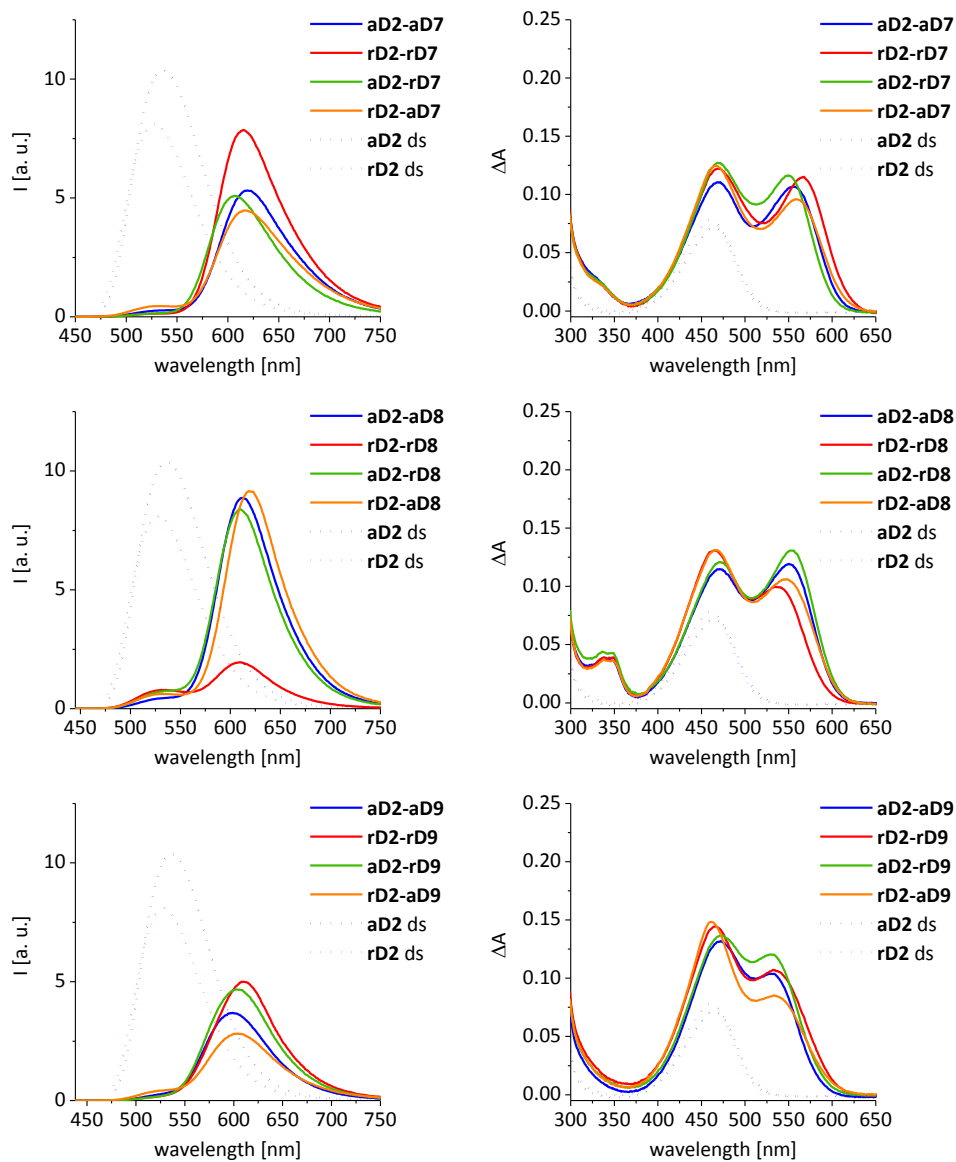 I [a. u.]
10
5
0
450 500 550 600 650 700 750
wavelength [nm]
aD2-aD7
rD2-rD7
aD2-rD7
rD2-aD7
aD2 ds
rD2 ds
ΔA
0.25
0.20
0.15
0.10
0.05
0.00
300 350 400 450 500 550 600 650
wavelength [nm]
aD2-aD7
rD2-rD7
aD2-rD7
rD2-aD7
aD2 ds
rD2 ds
I [a. u.]
10
5
0
450 500 550 600 650 700 750
wavelength [nm]
aD2-aD8
rD2-rD8
aD2-rD8
rD2-aD8
aD2 ds
rD2 ds
ΔA
0.25
0.20
0.15
0.10
0.05
0.00
300 350 400 450 500 550 600 650
wavelength [nm]
aD2-aD8
rD2-rD8
aD2-rD8
rD2-aD8
aD2 ds
rD2 ds
I [a. u.]
10
5
0
450 500 550 600 650 700 750
wavelength [nm]
aD2-aD9
rD2-rD9
aD2-rD9
rD2-aD9
aD2 ds
rD2 ds
ΔA
0.25
0.20
0.15
0.10
0.05
0.00
300 350 400 450 500 550 600 650
wavelength [nm]
aD2-aD9
rD2-rD9
aD2-rD9
rD2-aD9
aD2 ds
rD2 ds